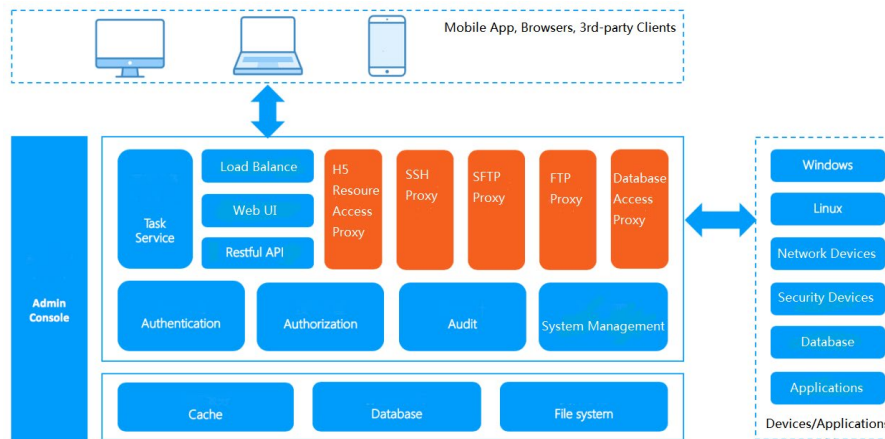 Mobile App, Browsers, 3rd-party Clients
Admin
Console
Task
Service
Load Balance
Web UI
Restful API
H5
Resoure
Access
Proxy
SSH
Proxy
SFTP
Proxy
FTP
Proxy
Database
Access
Proxy
Authentication
Authorization
Audit
System Management
Cache
Database
File system
Windows
Linux
Network Devices
Security Devices
Database
Applications
Devices/Applications